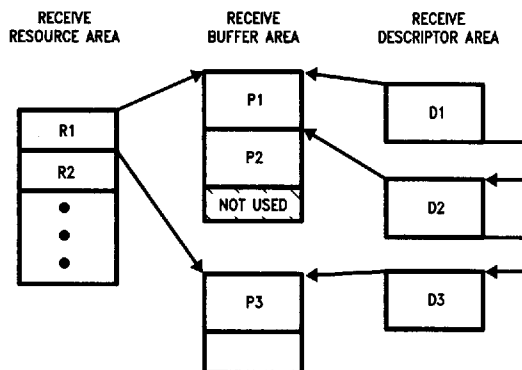 RECEIVE
RESOURCE AREA
RECEIVE
BUFFER AREA
RECEIVE
DESCRIPTOR AREA
R1
R2
P1
P2
NOT USED
P3
D1
D2
D3